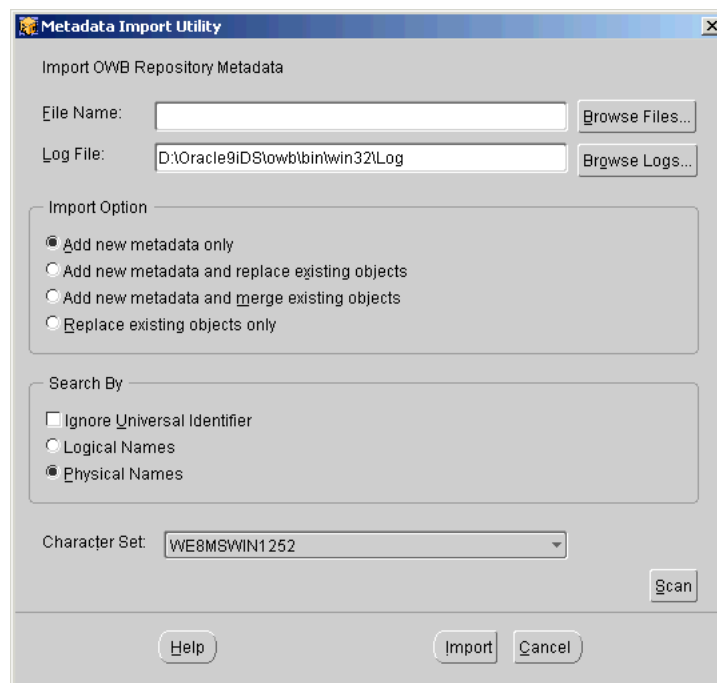 Metadata Import Utility
Import OWB Repository Metadata
File Name:
Browse Files...
Log File:
D:\Oracle9iDS\owb\bin\win32\Log
Browse Logs...
Import Option
Add new metadata only
Add new metadata and replace existing objects
Add new metadata and merge existing objects
Replace existing objects only
Search By
Ignore Universal Identifier
Logical Names
Physical Names
Character Set:
WE8MSWIN1252
Scan
Help
Import
Cancel